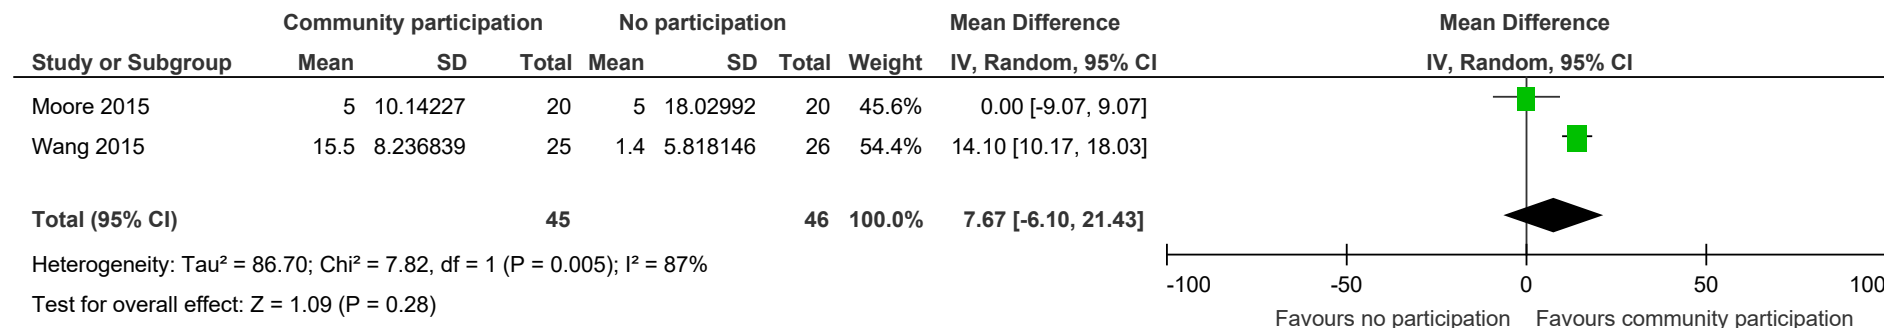 Community participation No participation Mean Difference Mean Difference
Study or Subgroup Mean SD Total Mean SD Total Weight IV, Random, 95% CI IV, Random, 95% CI
Moore 2015 5 10.14227 20 5 18.02992 20 45.6% 0.00 [-9.07, 9.07]
Wang 2015 15.5 8.236839 25 1.4 5.818146 26 54.4% 14.10 [10.17, 18.03]
Total (95% CI) 45 46 100.0% 7.67 [-6.10, 21.43]
Heterogeneity: Tau² = 86.70; Chi² = 7.82, df = 1 (P = 0.005); I² = 87%
Test for overall effect: Z = 1.09 (P = 0.28)
-100 -50 0 50 100
Favours no participation Favours community participation